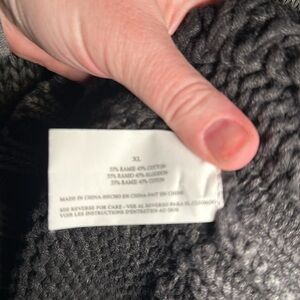 XL
55% RAMIE 45% COTTON
55% RAMIO 45% ALGODON
55% RAMIE 45% COTON
MADE IN CHINA-HECHO EN CHINA-FAIT EN CHINE
SEE REVERSE FOR CARE - VER AL REVERSO PARA EL CUIDADO
VOIR LES INSTRUCTIONS D'ENTRETIEN AU DOS